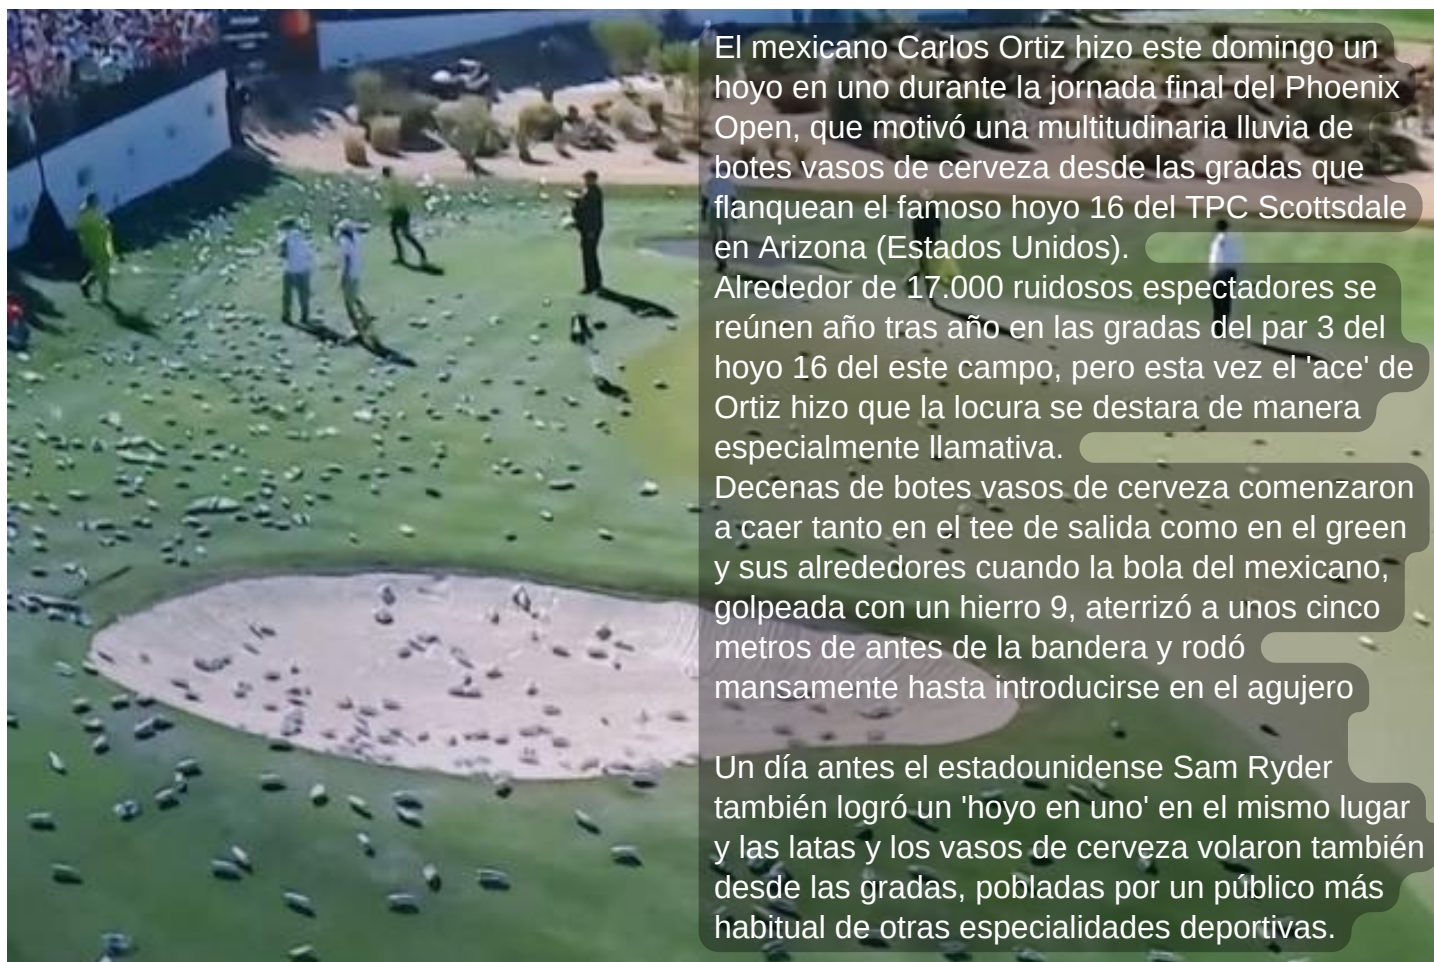 El mexicano Carlos Ortiz hizo este domingo un
hoyo en uno durante la jornada final del Phoenix
Open, que motivó una multitudinaria lluvia de
botes vasos de cerveza desde las gradas que
flanquean el famoso hoyo 16 del TPC Scottsdale
en Arizona (Estados Unidos).
Alrededor de 17.000 ruidosos espectadores se
reúnen año tras año en las gradas del par 3 del
hoyo 16 del este campo, pero esta vez el 'ace' de
Ortiz hizo que la locura se destara de manera
especialmente llamativa.
Decenas de botes vasos de cerveza comenzaron
a caer tanto en el tee de salida como en el green
y sus alrededores cuando la bola del mexicano,
golpeada con un hierro 9, aterrizó a unos cinco
metros de antes de la bandera y rodó
mansamente hasta introducirse en el agujero
Un día antes el estadounidense Sam Ryder
también logró un 'hoyo en uno' en el mismo lugar
y las latas y los vasos de cerveza volaron también
desde las gradas, pobladas por un público más
habitual de otras especialidades deportivas.